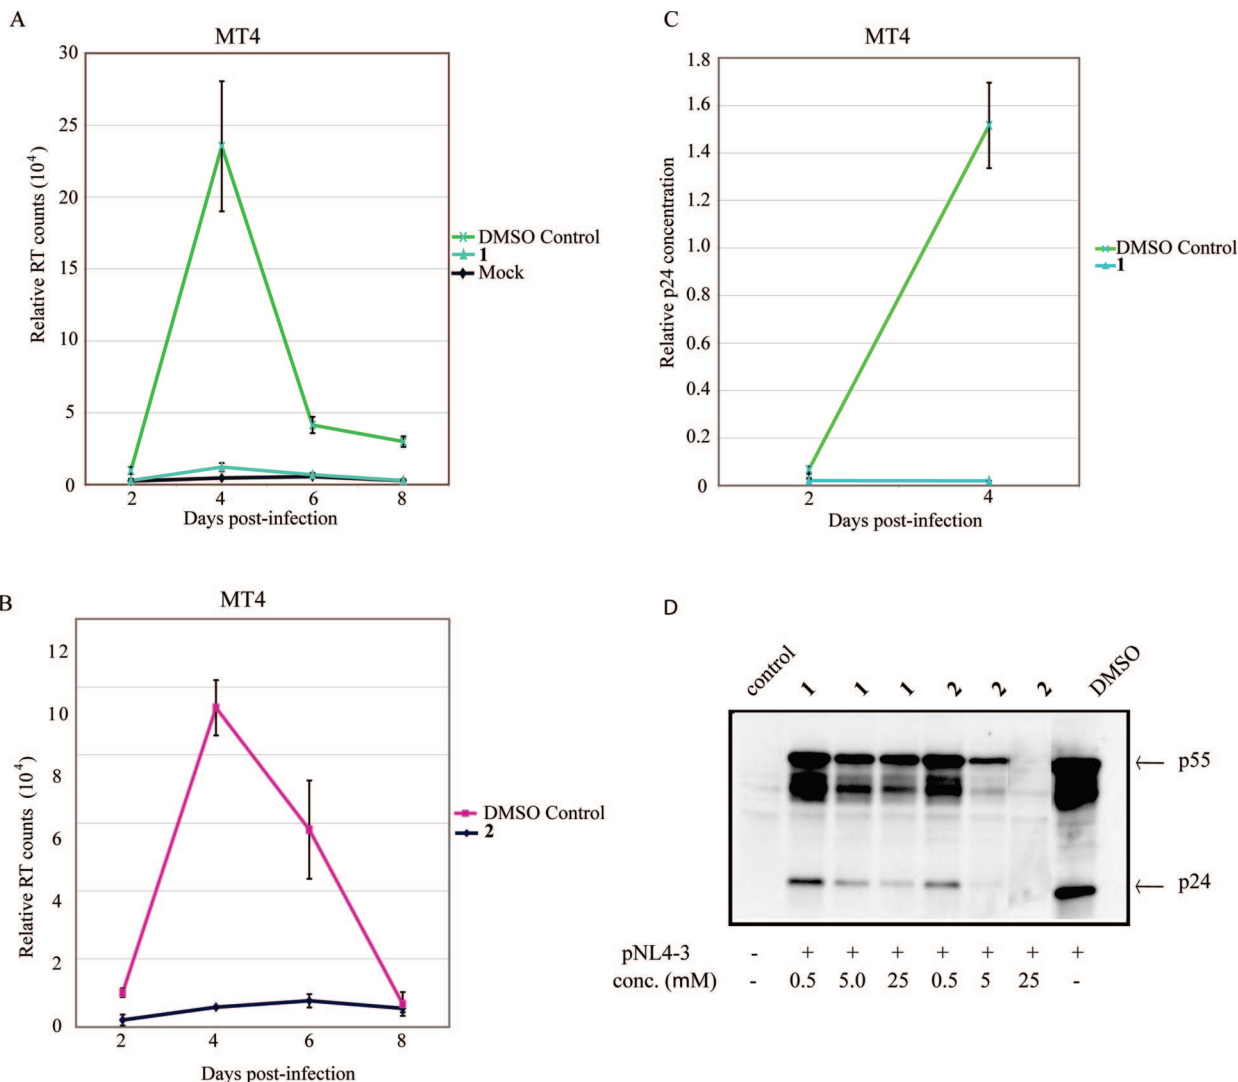 A
MT4
30
25
20
15
10
5
0
2 4 6 8
Relative RT counts (10⁴)
Days post-infection
DMSO Control
1
Mock
C
MT4
1.8
1.6
1.4
1.2
1.0
1.8
1.6
0.4
0.2
0
2 4
Relative p24 concentration
Days post-infection
DMSO Control
1
B
MT4
12
10
8
6
4
2
0
2 4 6 8
Relative RT counts (10⁴)
Days post-infection
DMSO Control
2
D
control 1 1 1 2 2 2 DMSO
p55
p24
pNL4-3 - + + + + + + +
conc. (mM) - 0.5 5.0 25 0.5 5 25 -